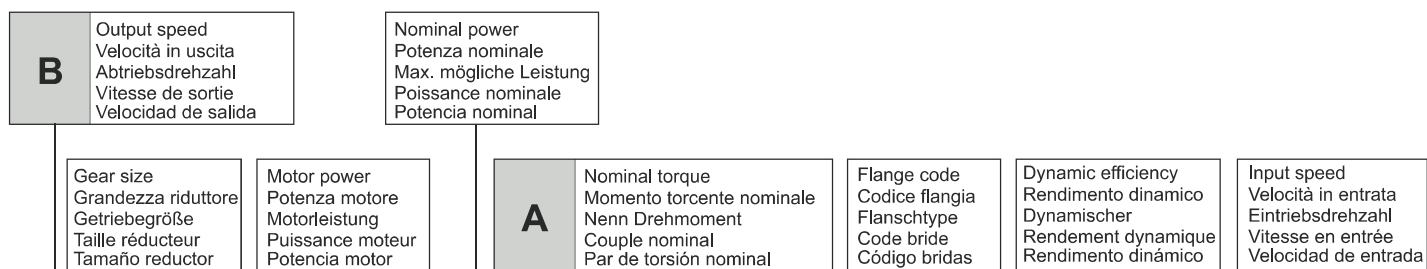 B
Output speed
Velocità in uscita
Abtriebsdrehzahl
Vitesse de sortie
Velocidad de salida
Nominal power
Potenza nominale
Max. mögliche Leistung
Poissance nominale
Potencia nominal
Gear size
Grandezza riduttore
Getriebegröße
Taille réducteur
Tamaño reductor
Motor power
Potenza motore
Motorleistung
Puissance moteur
Potencia motor
A
Nominal torque
Momento torcente nominale
Nenn Drehmoment
Couple nominal
Par de torsión nominal
Flange code
Codice flangia
Flanschtype
Code bride
Código bridas
Dynamic efficiency
Rendimento dinamico
Dynamischer
Rendement dynamique
Rendimento dinámico
Input speed
Velocità in entrata
Eintriebsdrehzahl
Vitesse en entrée
Velocidad de entrada